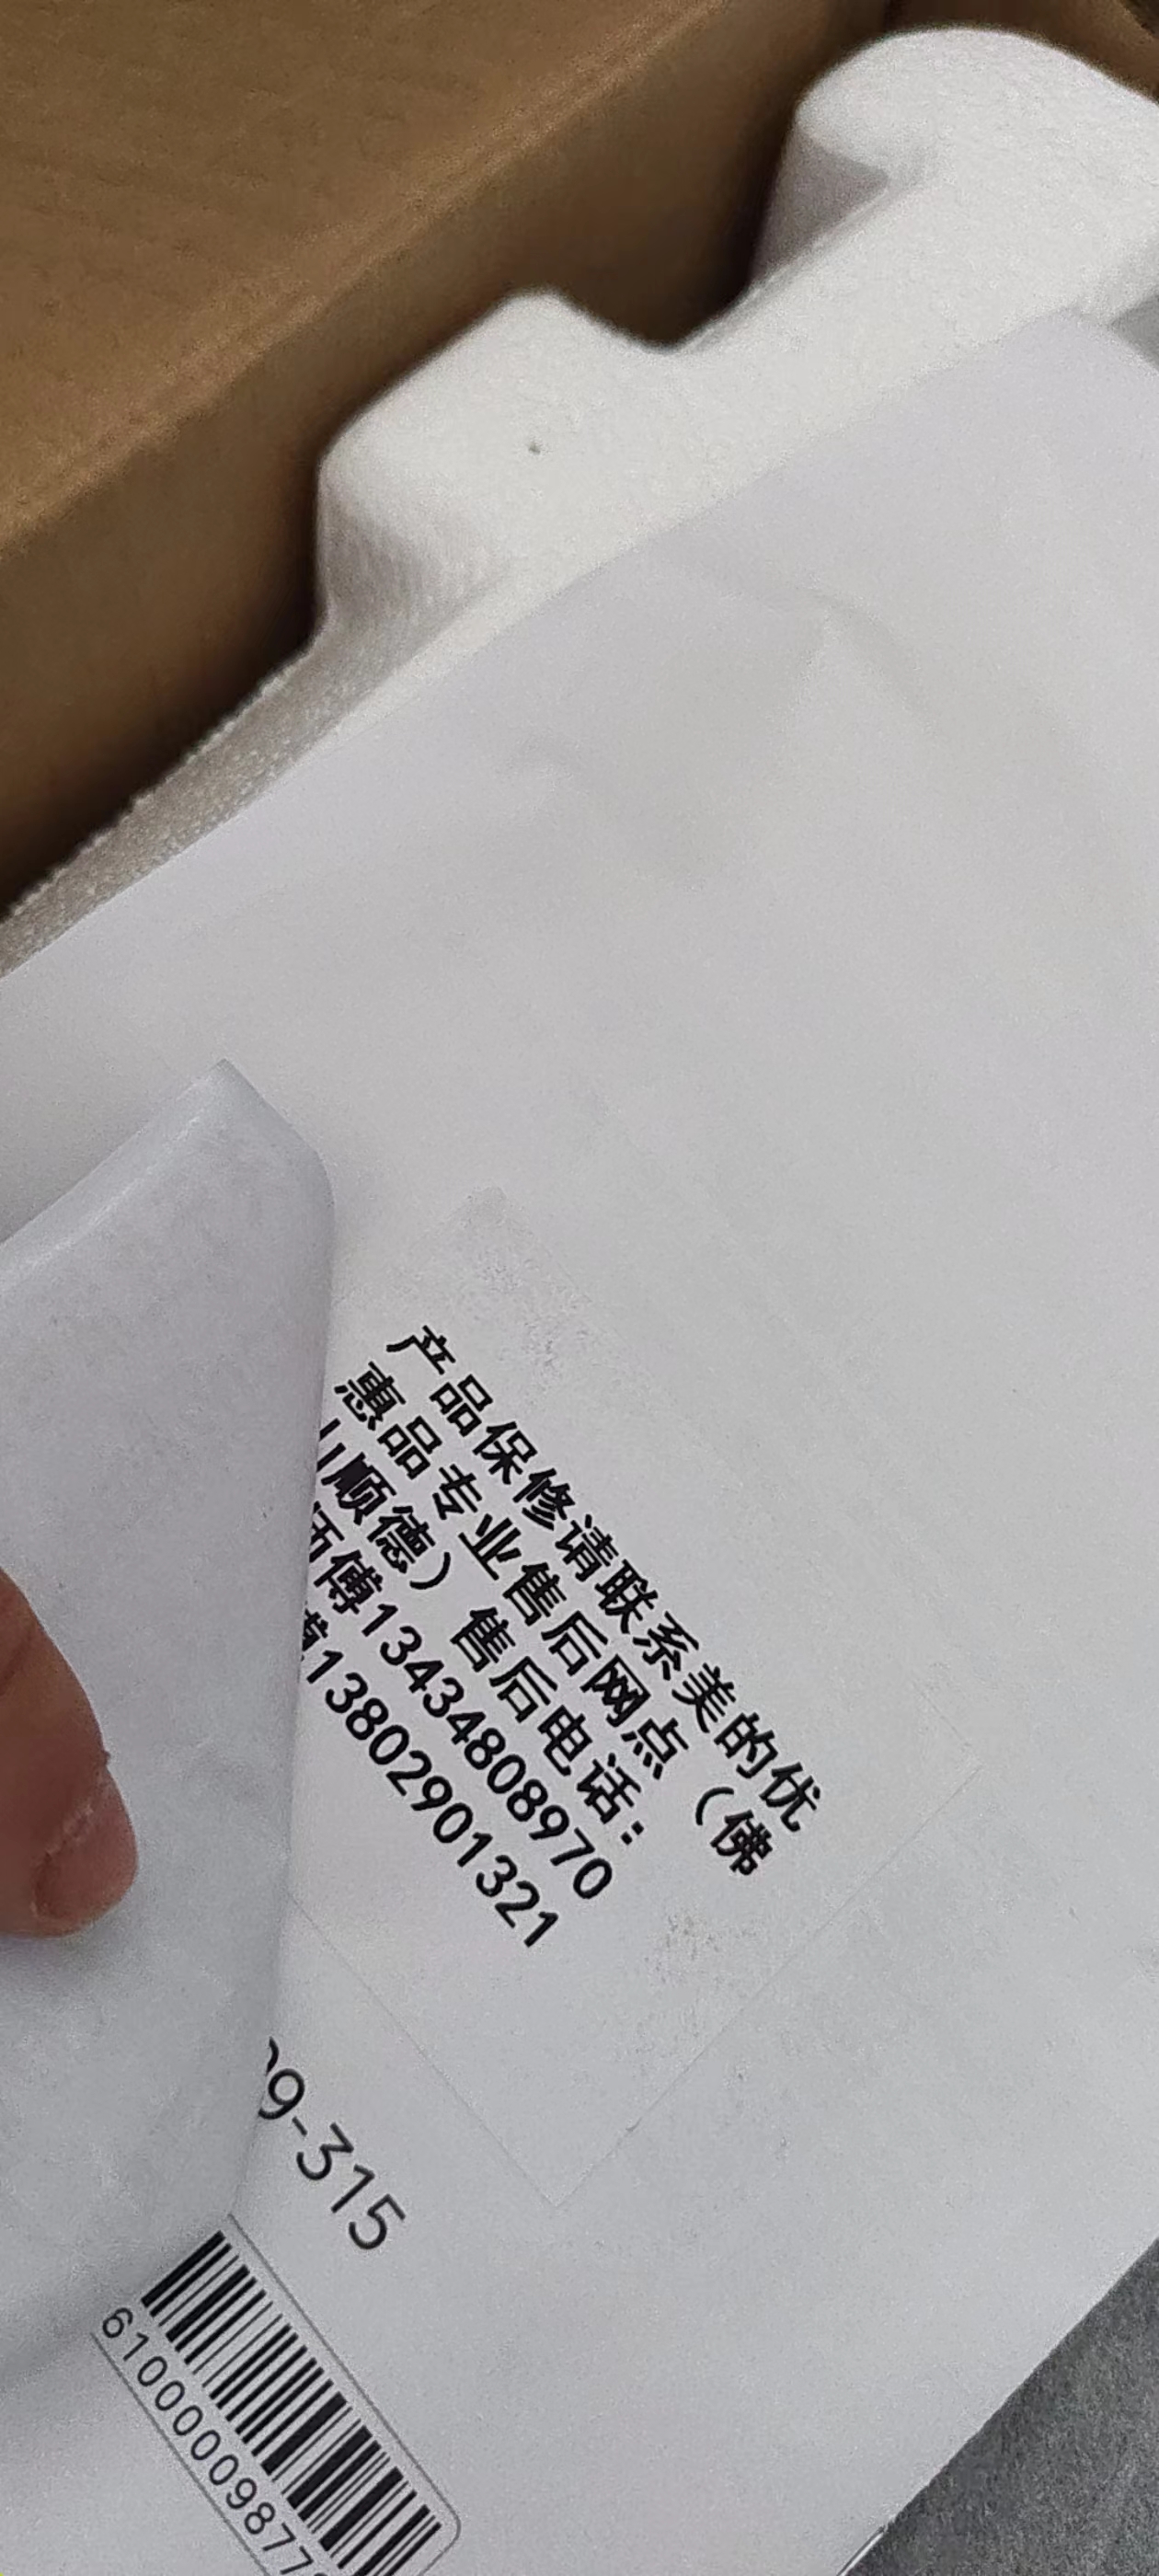 产品保修请联系美的优
惠品专业售后网点（佛
山顺德）售后电话：
师傅13434808970
傅13802901321
9-315
610000987